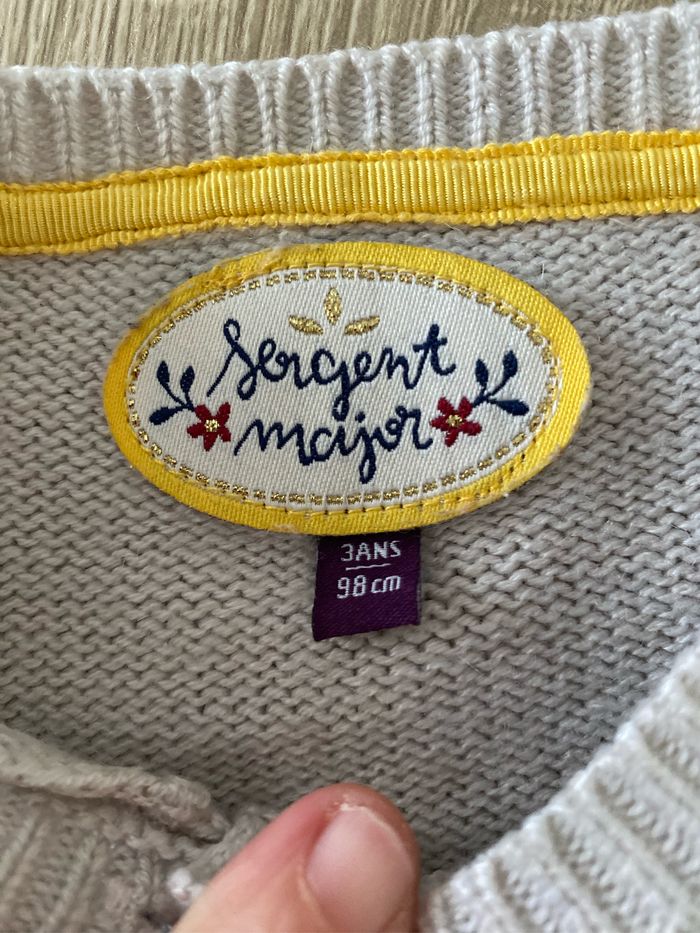 Sergent
major
3ANS
98 cm